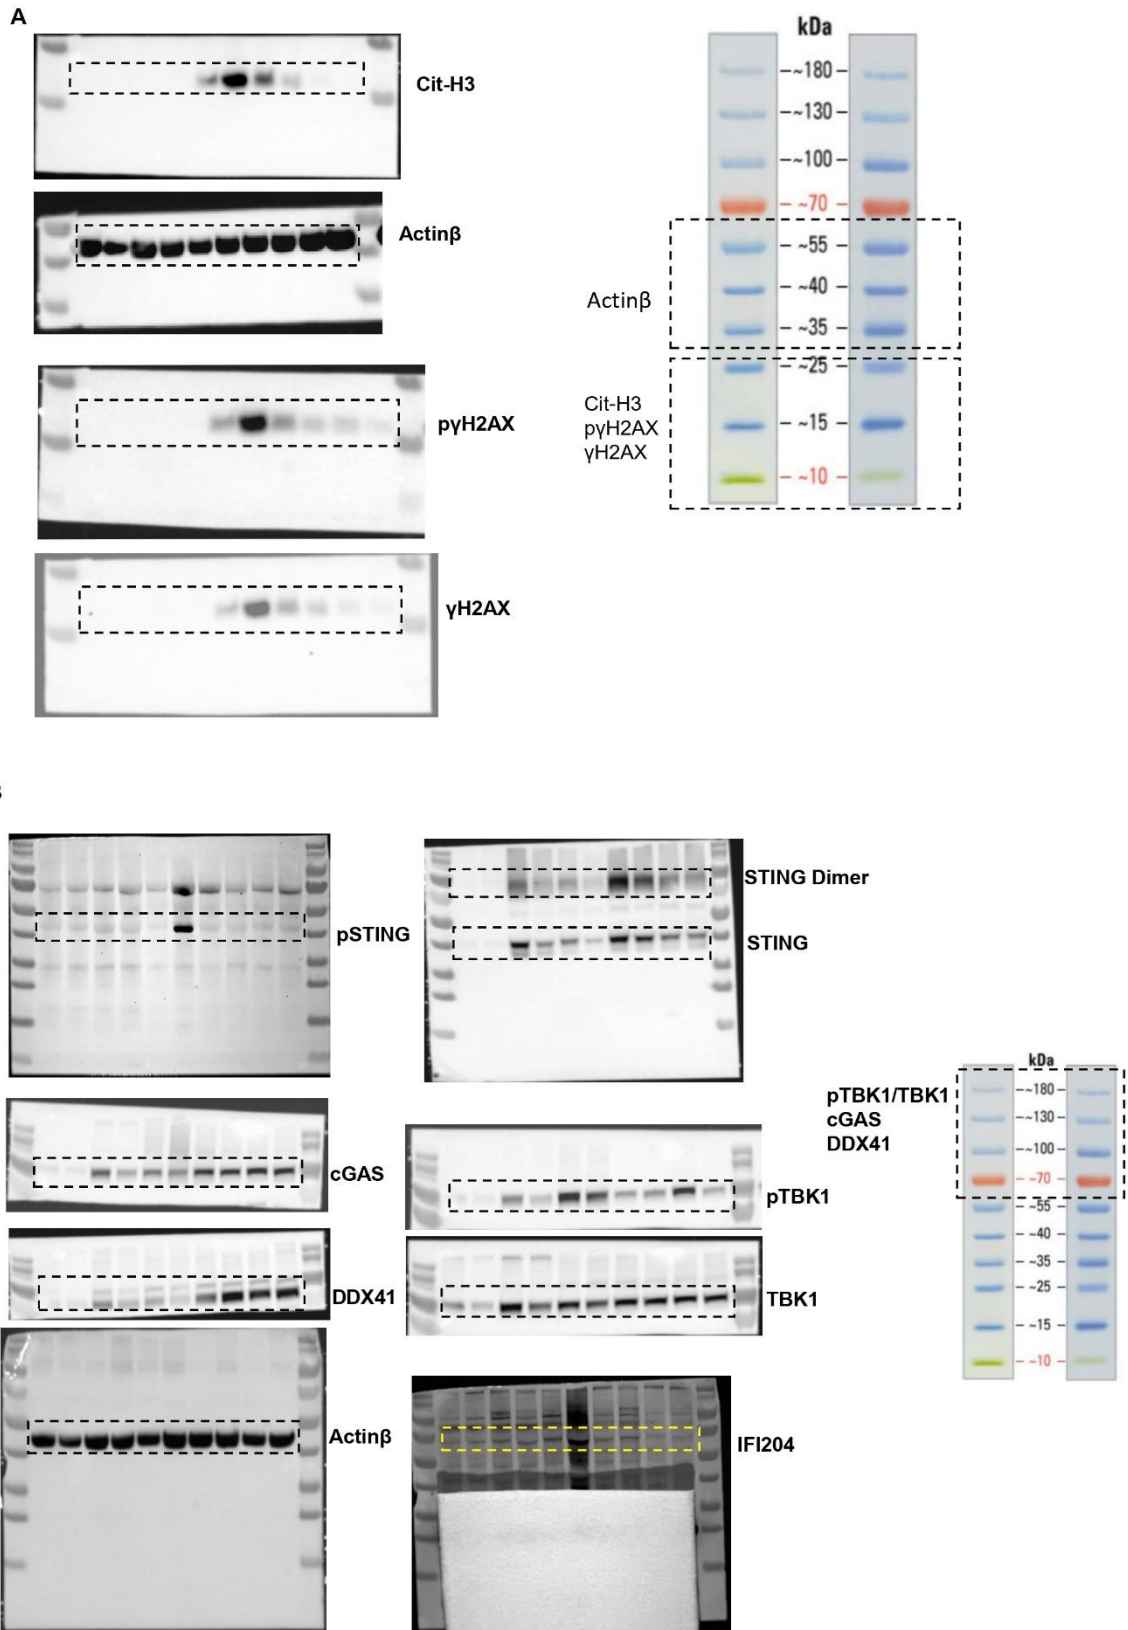 A
Cit-H3
Actinβ
pγH2AX
γH2AX
kDa
~180
~130
~100
~70
~55
~40
~35
~25
~15
~10
Actinβ
Cit-H3
pγH2AX
γH2AX
pSTING
STING Dimer
STING
cGAS
pTBK1
DDX41
TBK1
Actinβ
IFI204
pTBK1/TBK1
cGAS
DDX41
kDa
~180
~130
~100
~70
~55
~40
~35
~25
~15
~10